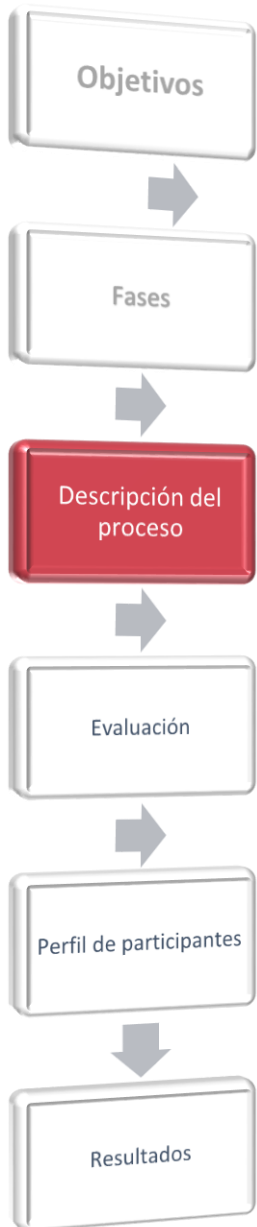 Objetivos
Fases
Descripción del
proceso
Evaluación
Perfil de participantes
Resultados